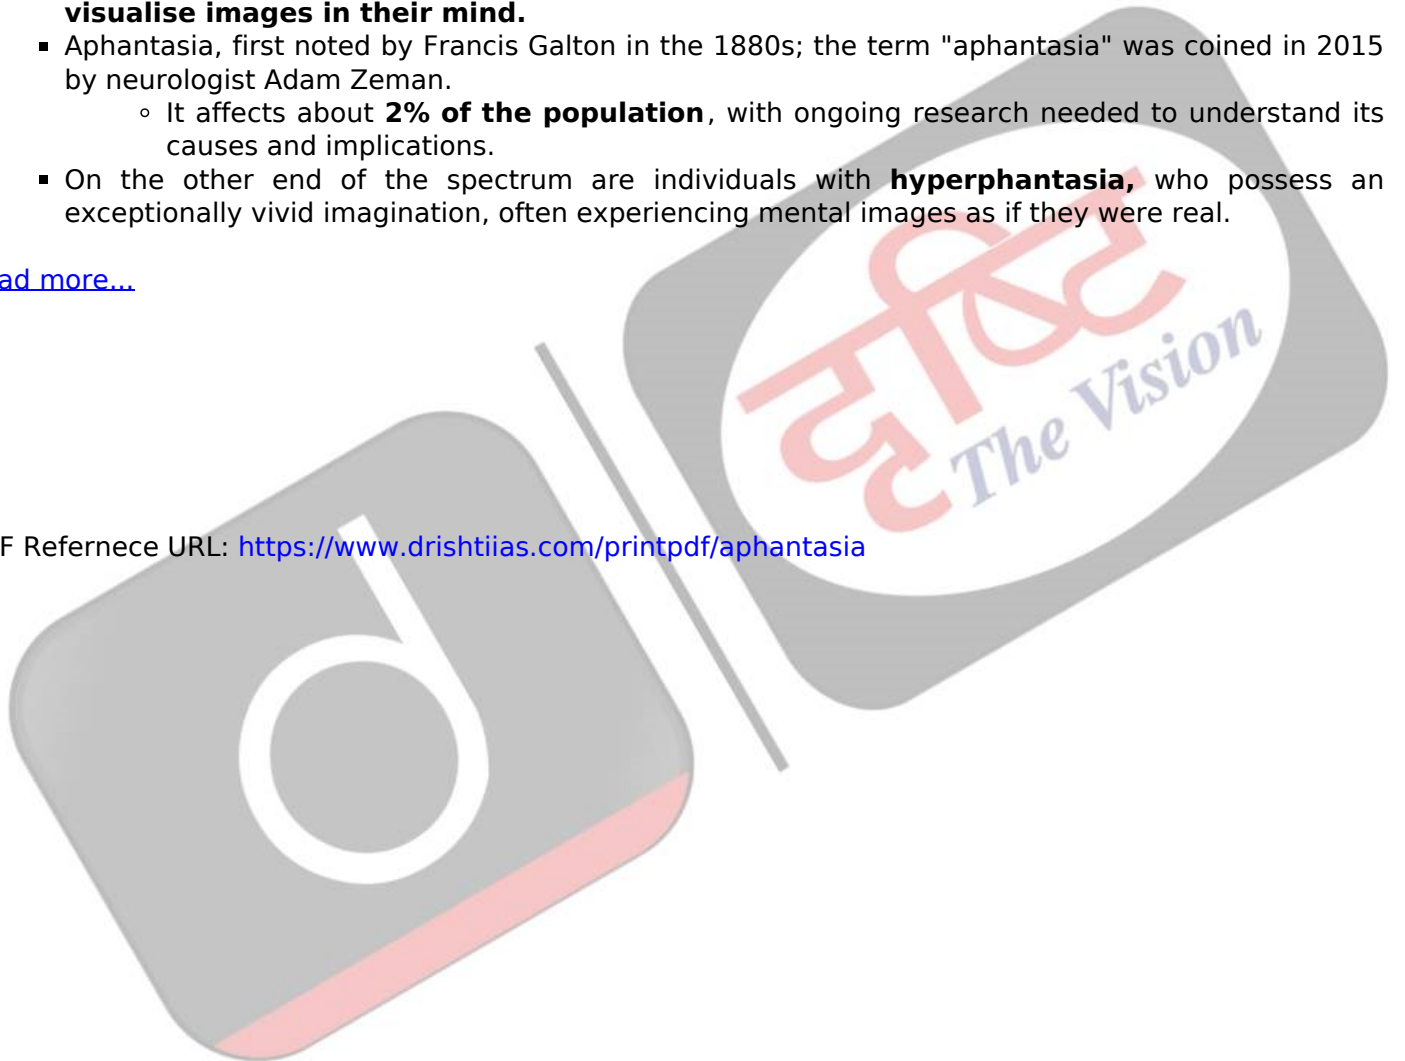 visualise images in their mind.
Aphantasia, first noted by Francis Galton in the 1880s; the term "aphantasia" was coined in 2015
by neurologist Adam Zeman.
It affects about 2% of the population, with ongoing research needed to understand its
causes and implications.
On the other end of the spectrum are individuals with hyperphantasia, who possess an
exceptionally vivid imagination, often experiencing mental images as if they were real.
ad more...
दृष्टि
The Vision
d
F Refernece URL: https://www.drishtiias.com/printpdf/aphantasia